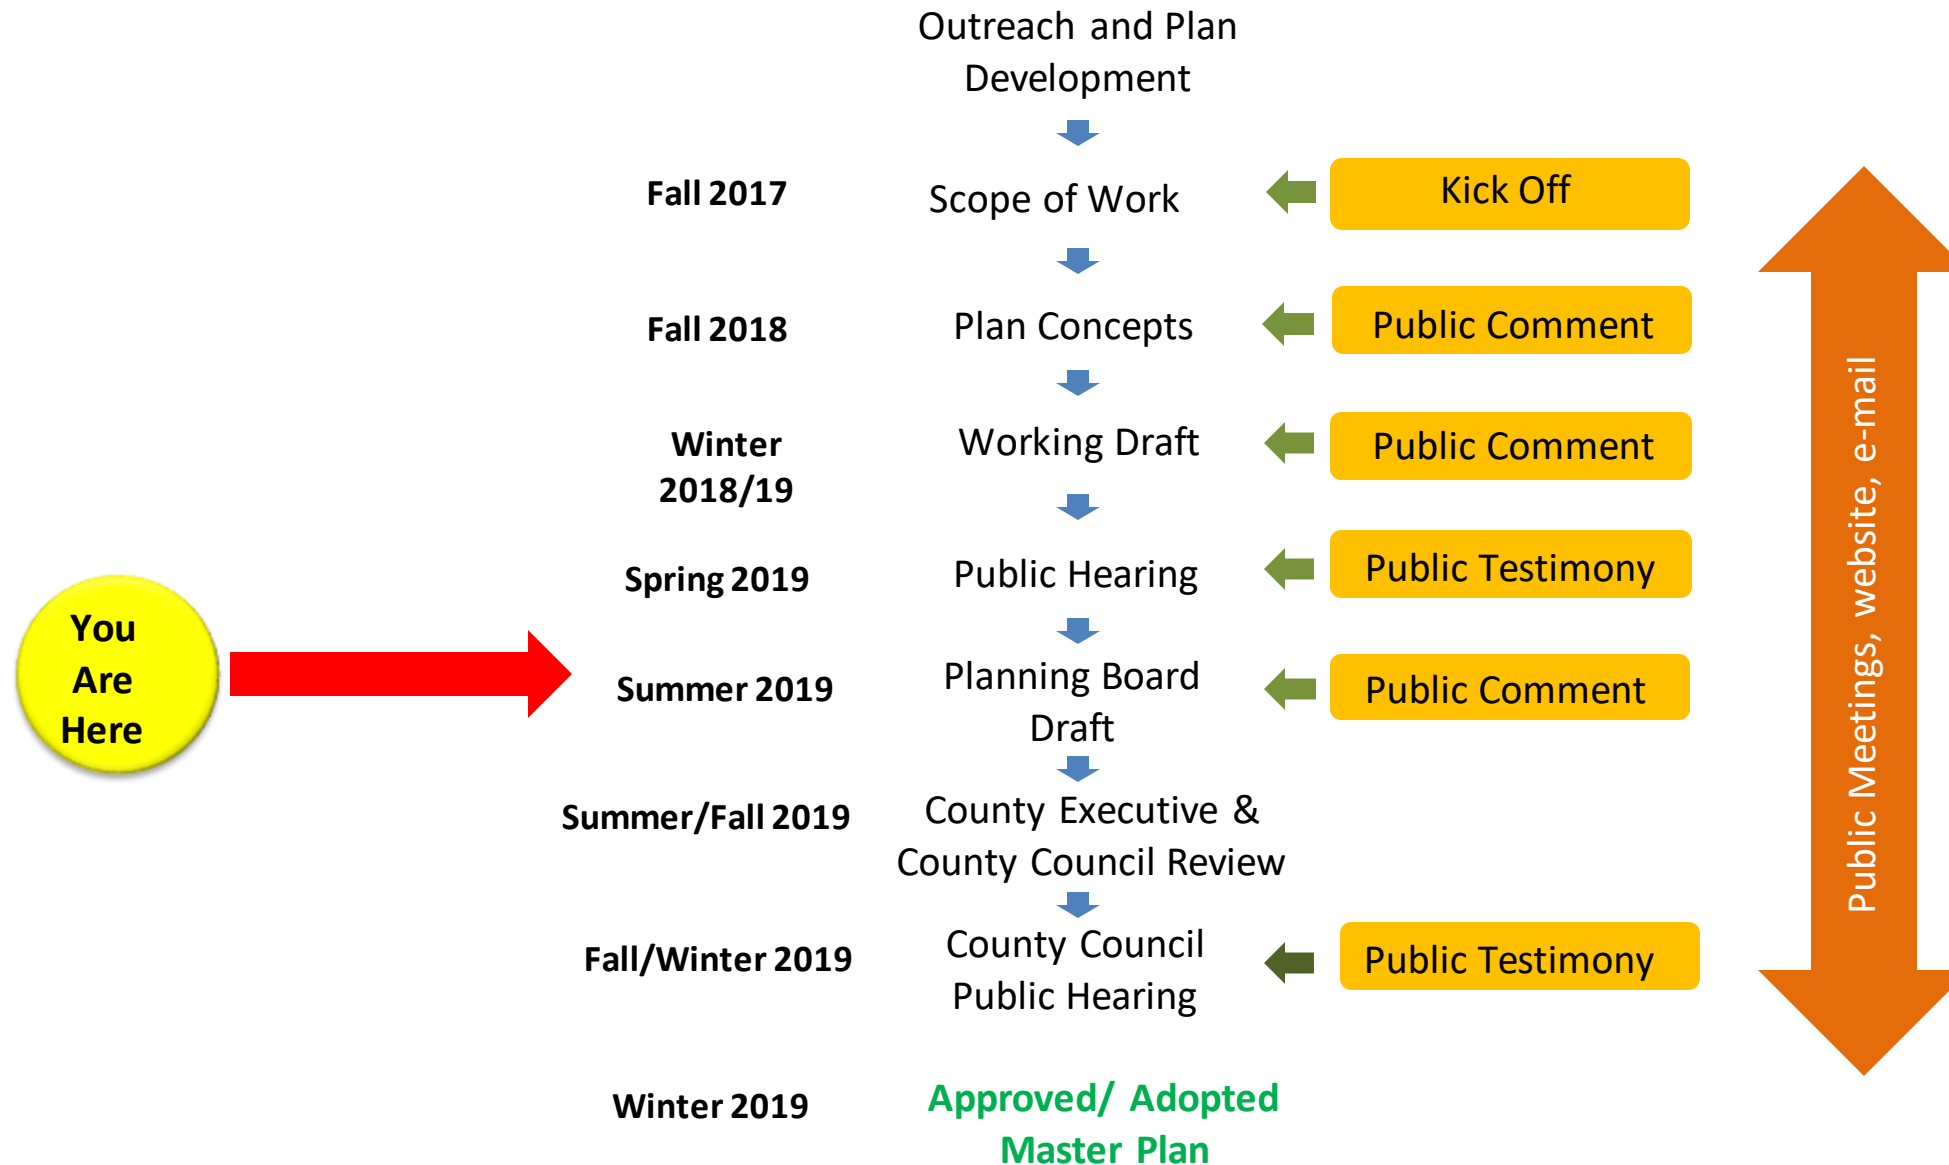 Outreach and Plan
Development
Fall 2017
Scope of Work
Kick Off
Fall 2018
Plan Concepts
Public Comment
Winter
2018/19
Working Draft
Public Comment
Spring 2019
Public Hearing
Public Testimony
You
Are
Here
Summer 2019
Planning Board
Draft
Public Comment
Summer/Fall 2019
County Executive &
County Council Review
Fall/Winter 2019
County Council
Public Hearing
Public Testimony
Winter 2019
Approved/ Adopted
Master Plan
Public Meetings, website, e-mail